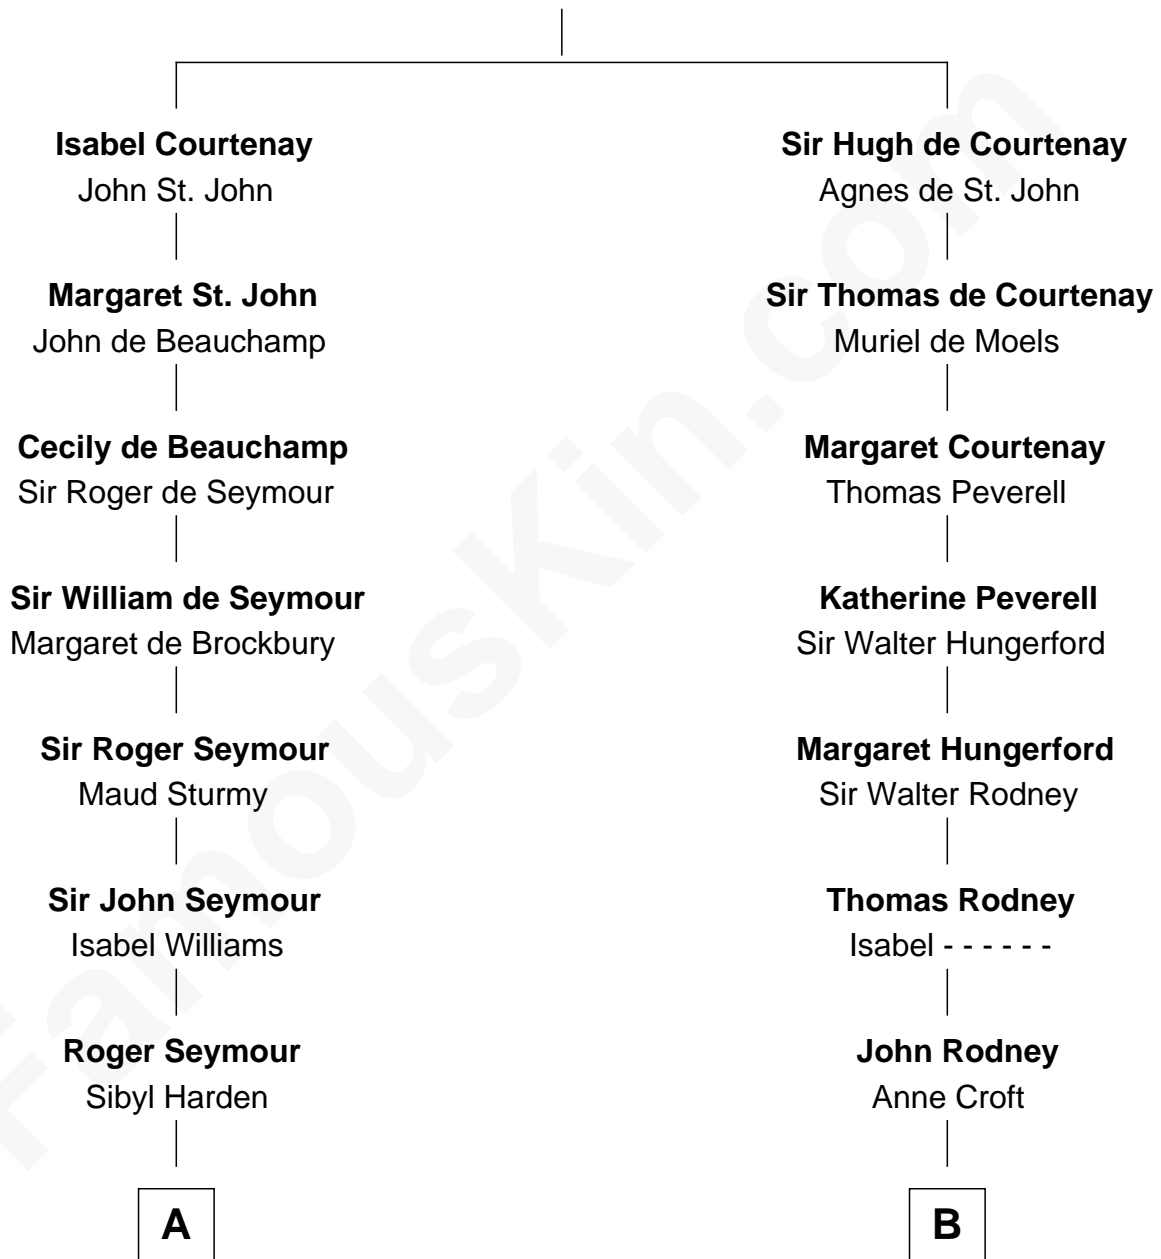 Isabel Courtenay
John St. John
Margaret St. John
John de Beauchamp
Cecily de Beauchamp
Sir Roger de Seymour
Sir William de Seymour
Margaret de Brockbury
Sir Roger Seymour
Maud Sturmy
Sir John Seymour
Isabel Williams
Roger Seymour
Sibyl Harden
A
Sir Hugh de Courtenay
Agnes de St. John
Sir Thomas de Courtenay
Muriel de Moels
Margaret Courtenay
Thomas Peverell
Katherine Peverell
Sir Walter Hungerford
Margaret Hungerford
Sir Walter Rodney
Thomas Rodney
Isabel - - - - - -
John Rodney
Anne Croft
B
FamousKin.com